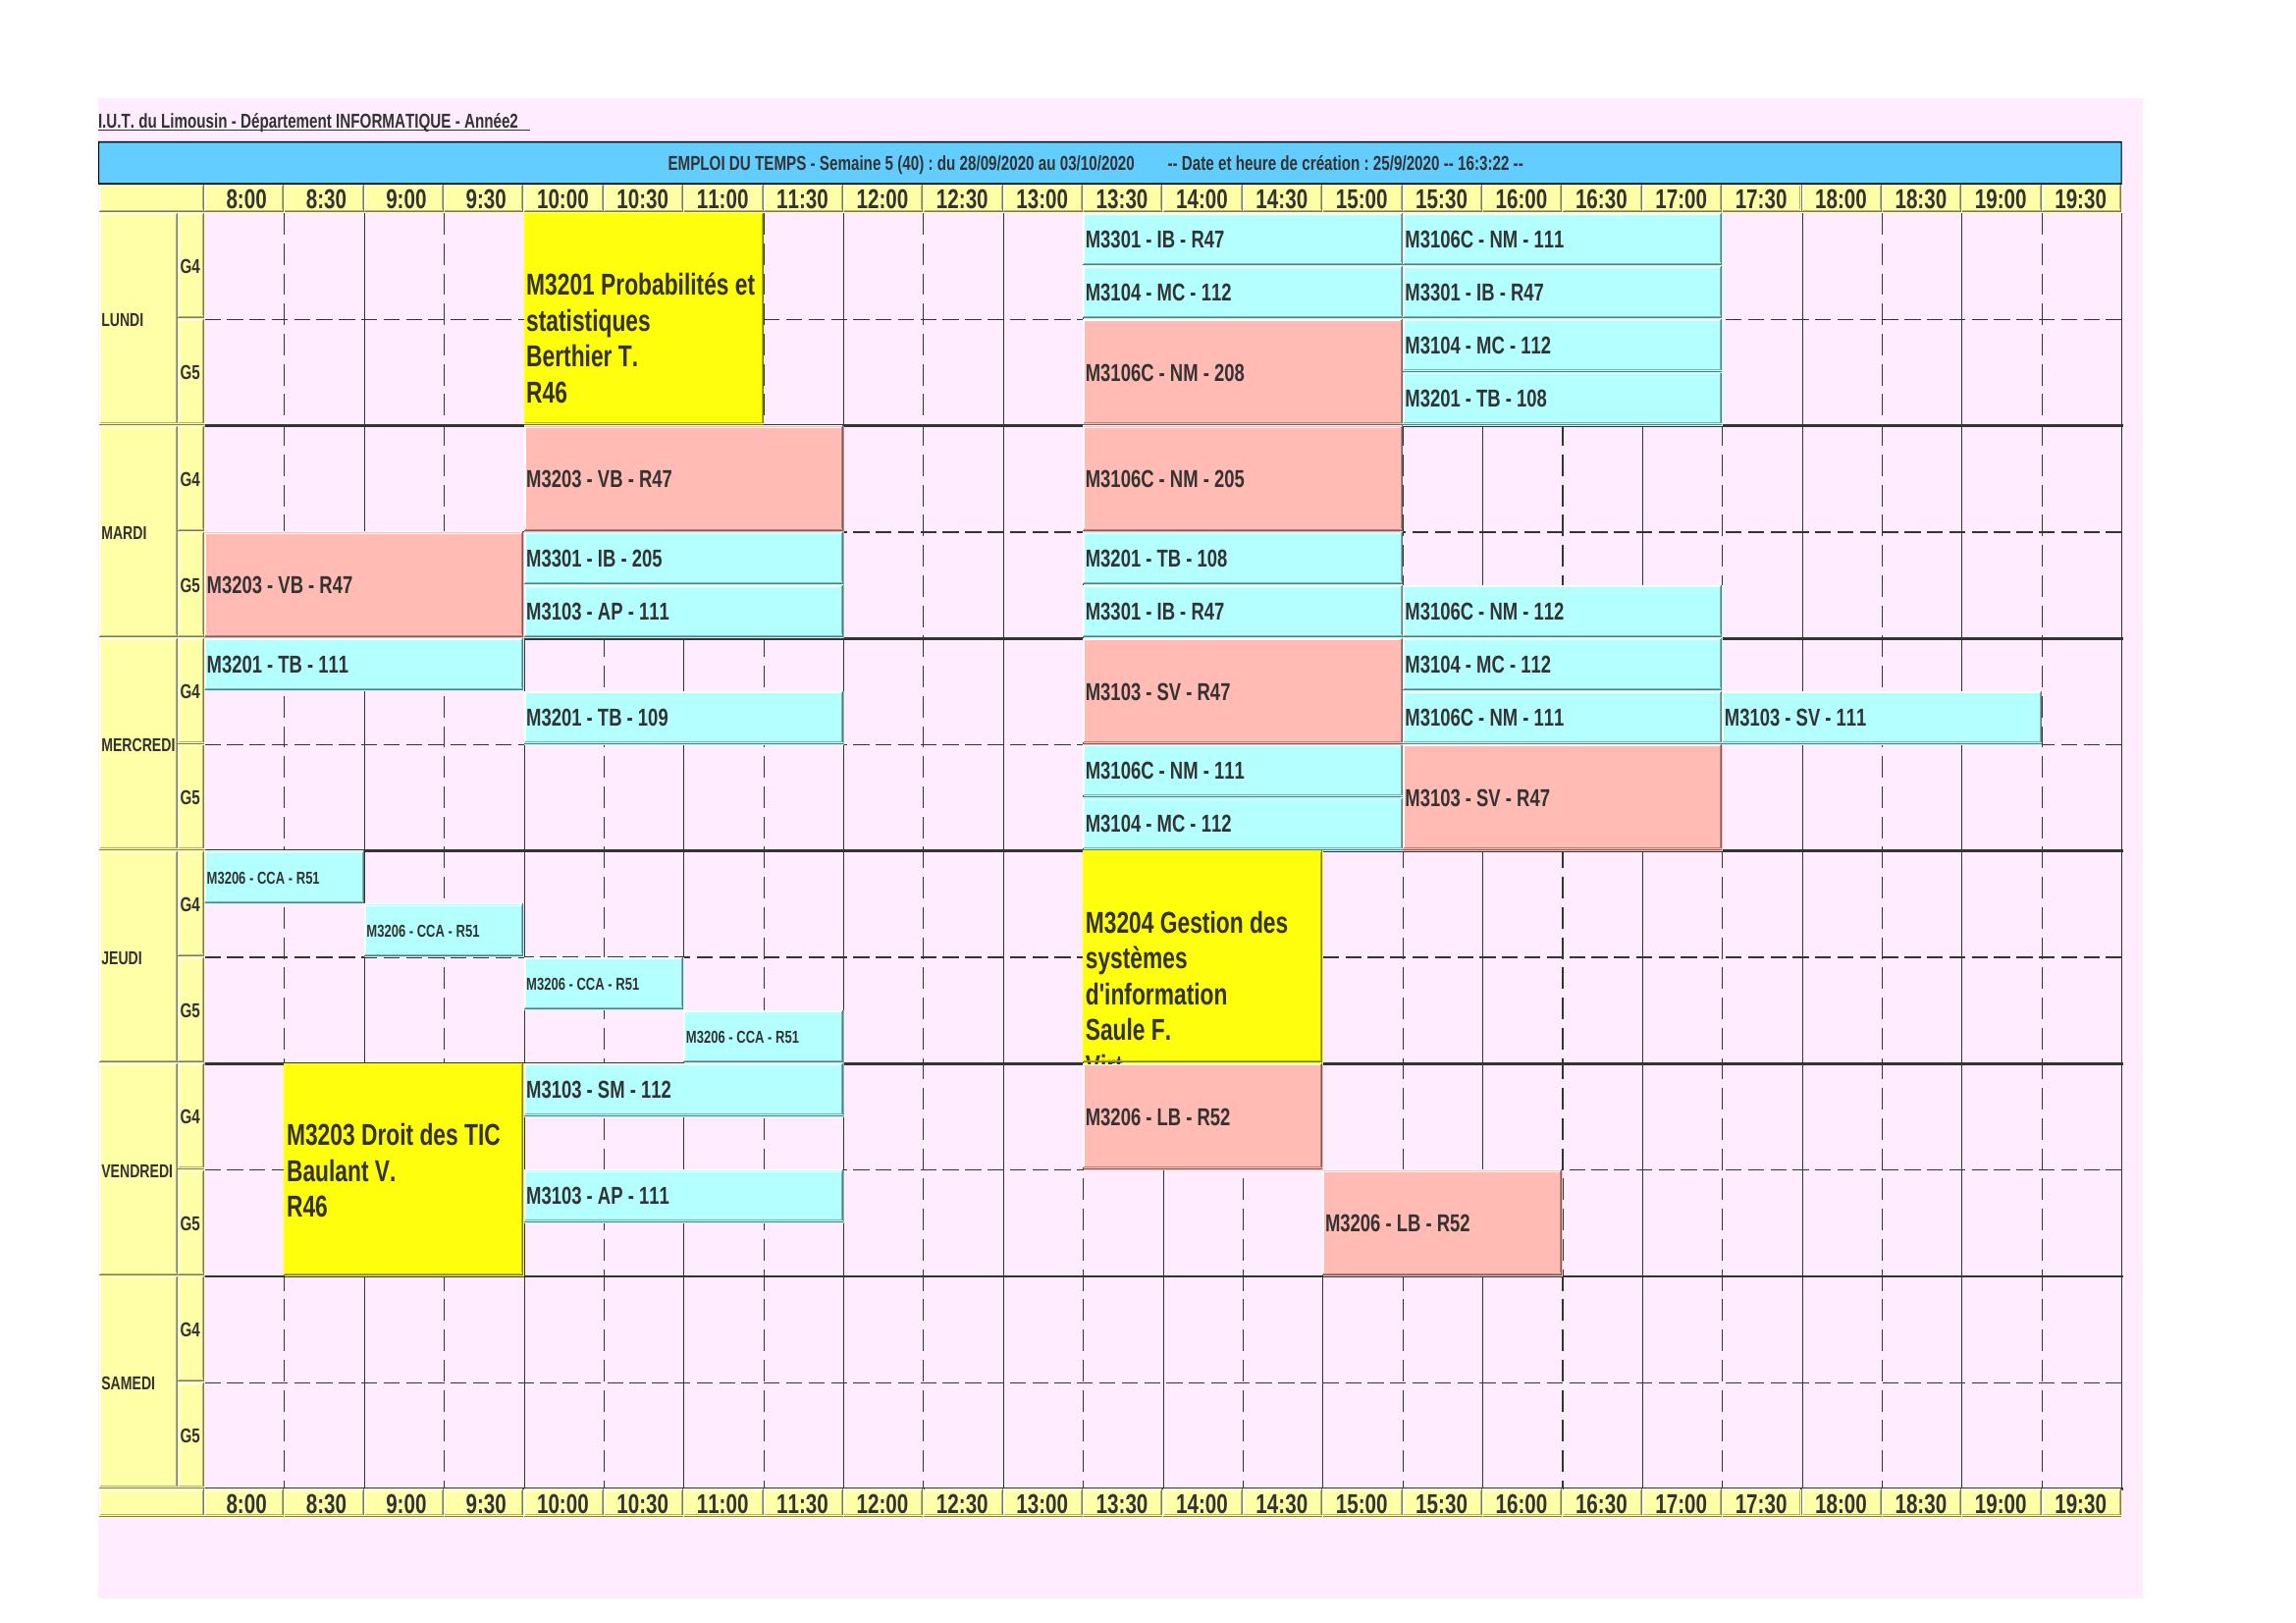 I.U.T. du Limousin - Département INFORMATIQUE - Année2
EMPLOI DU TEMPS - Semaine 5 (40) : du 28/09/2020 au 03/10/2020 -- Date et heure de création : 25/9/2020 -- 16:3:22 --
8:00 8:30 9:00 9:30 10:00 10:30 11:00 11:30 12:00 12:30 13:00 13:30 14:00 14:30 15:00 15:30 16:00 16:30 17:00 17:30 18:00 18:30 19:00 19:30
LUNDI
G4
G5
M3201 Probabilités et
statistiques
Berthier T.
R46
M3301 - IB - R47
M3106C - NM - 111
M3104 - MC - 112
M3301 - IB - R47
M3106C - NM - 208
M3104 - MC - 112
M3201 - TB - 108
MARDI
G4
G5
M3203 - VB - R47
M3106C - NM - 205
M3203 - VB - R47
M3301 - IB - 205
M3201 - TB - 108
M3103 - AP - 111
M3301 - IB - R47
M3106C - NM - 112
MERCREDI
G4
G5
M3201 - TB - 111
M3201 - TB - 109
M3103 - SV - R47
M3104 - MC - 112
M3106C - NM - 111
M3103 - SV - 111
M3106C - NM - 111
M3103 - SV - R47
M3104 - MC - 112
JEUDI
G4
G5
M3206 - CCA - R51
M3206 - CCA - R51
M3206 - CCA - R51
M3206 - CCA - R51
M3204 Gestion des
systèmes
d'information
Saule F.
VENDREDI
G4
G5
M3203 Droit des TIC
Baulant V.
R46
M3103 - SM - 112
M3206 - LB - R52
M3103 - AP - 111
M3206 - LB - R52
SAMEDI
G4
G5
8:00 8:30 9:00 9:30 10:00 10:30 11:00 11:30 12:00 12:30 13:00 13:30 14:00 14:30 15:00 15:30 16:00 16:30 17:00 17:30 18:00 18:30 19:00 19:30